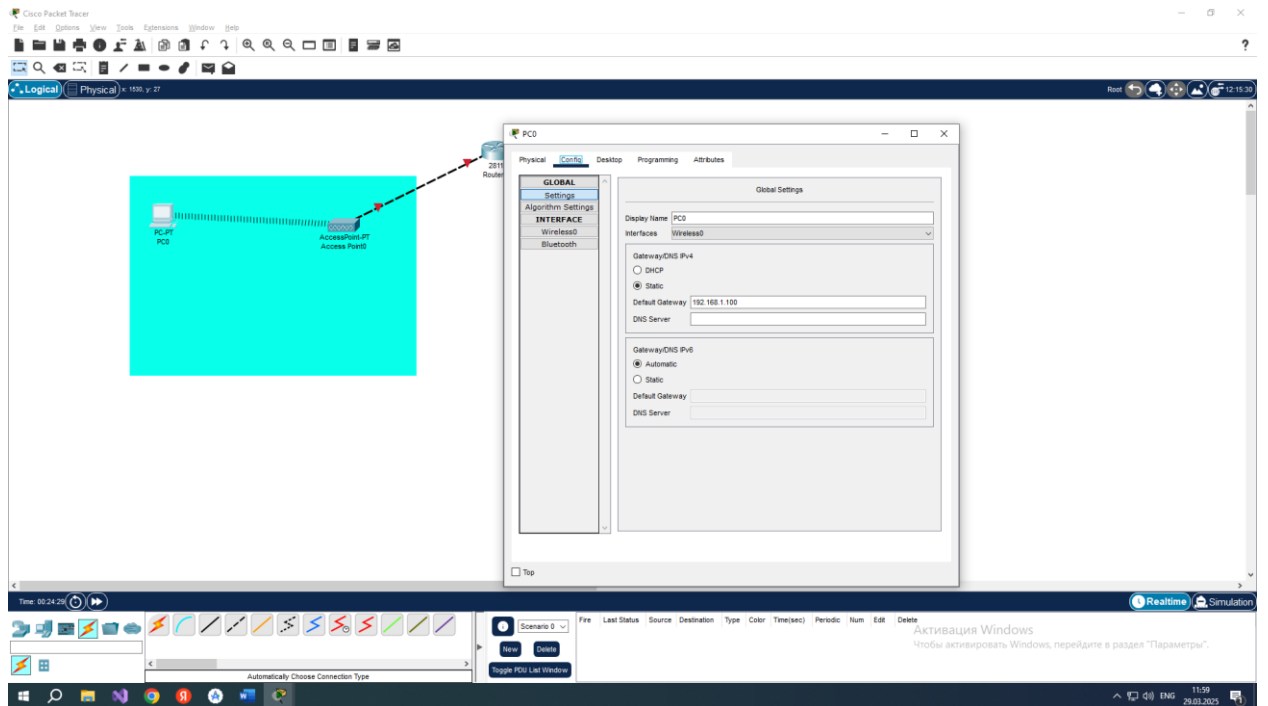 Cisco Packet Tracer
File Edit Options View Tools Extensions Window Help
?
Logical Physical x: 1530, y: 27
Root 12:15:30
2811
Router
PC-PT
PC0
AccessPoint-PT
Access Point0
PC0
Physical Config Desktop Programming Attributes
GLOBAL
Settings
Algorithm Settings
INTERFACE
Wireless0
Bluetooth
Global Settings
Display Name PC0
Interfaces Wireless0
Gateway/DNS IPv4
DHCP
Static
Default Gateway 192.168.1.100
DNS Server
Gateway/DNS IPv6
Automatic
Static
Default Gateway
DNS Server
Top
Time: 00:24:29
Realtime Simulation
Scenario 0
New Delete
Toggle PDU List Window
Fire Last Status Source Destination Type Color Time(sec) Periodic Num Edit Delete
Automatically Choose Connection Type
Активация Windows
Чтобы активировать Windows, перейдите в раздел "Параметры".
ENG
11:59
29.03.2025